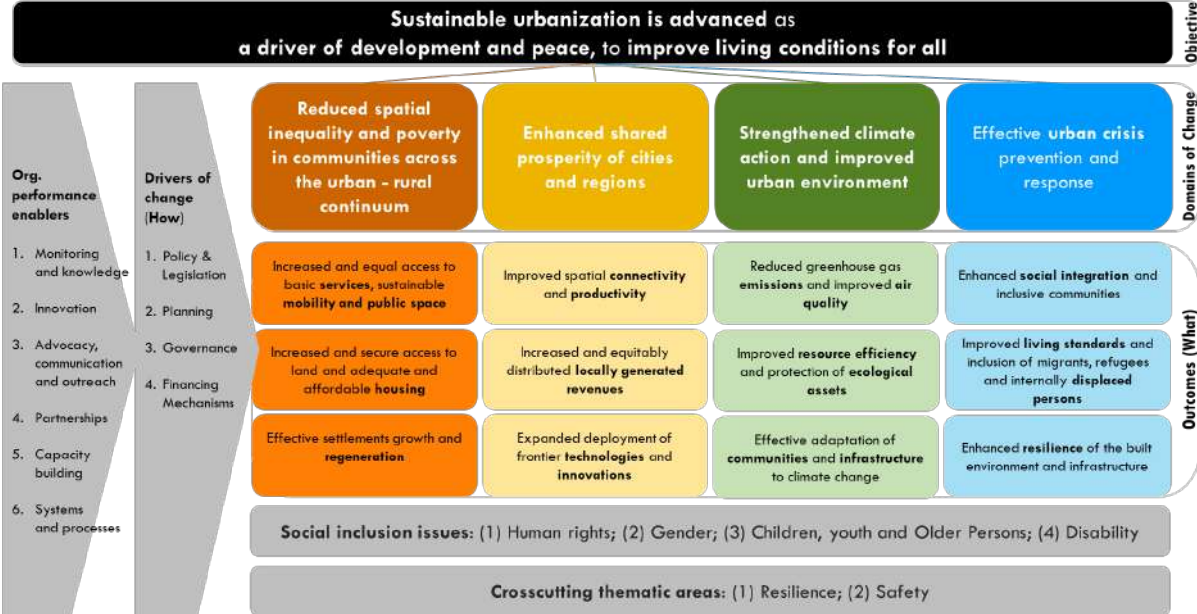 Sustainable urbanization is advanced as
a driver of development and peace, to improve living conditions for all
Objective
Org.
performance
enablers
1. Monitoring
and knowledge
2. Innovation
3. Advocacy,
communication
and outreach
4. Partnerships
5. Capacity
building
6. Systems
and processes
Drivers of
change
(How)
1. Policy &
Legislation
2. Planning
3. Governance
4. Financing
Mechanisms
Reduced spatial
inequality and poverty
in communities across
the urban - rural
continuum
Enhanced shared
prosperity of cities
and regions
Strengthened climate
action and improved
urban environment
Effective urban crisis
prevention and
response
Domains of Change
Increased and equal access to
basic services, sustainable
mobility and public space
Improved spatial connectivity
and productivity
Reduced greenhouse gas
emissions and improved air
quality
Enhanced social integration and
inclusive communities
Increased and secure access to
land and adequate and
affordable housing
Increased and equitably
distributed locally generated
revenues
Improved resource efficiency
and protection of ecological
assets
Improved living standards and
inclusion of migrants, refugees
and internally displaced
persons
Effective settlements growth and
regeneration
Expanded deployment of
frontier technologies and
innovations
Effective adaptation of
communities and infrastructure
to climate change
Enhanced resilience of the built
environment and infrastructure
Outcomes (What)
Social inclusion issues: (1) Human rights; (2) Gender; (3) Children, youth and Older Persons; (4) Disability
Crosscutting thematic areas: (1) Resilience; (2) Safety